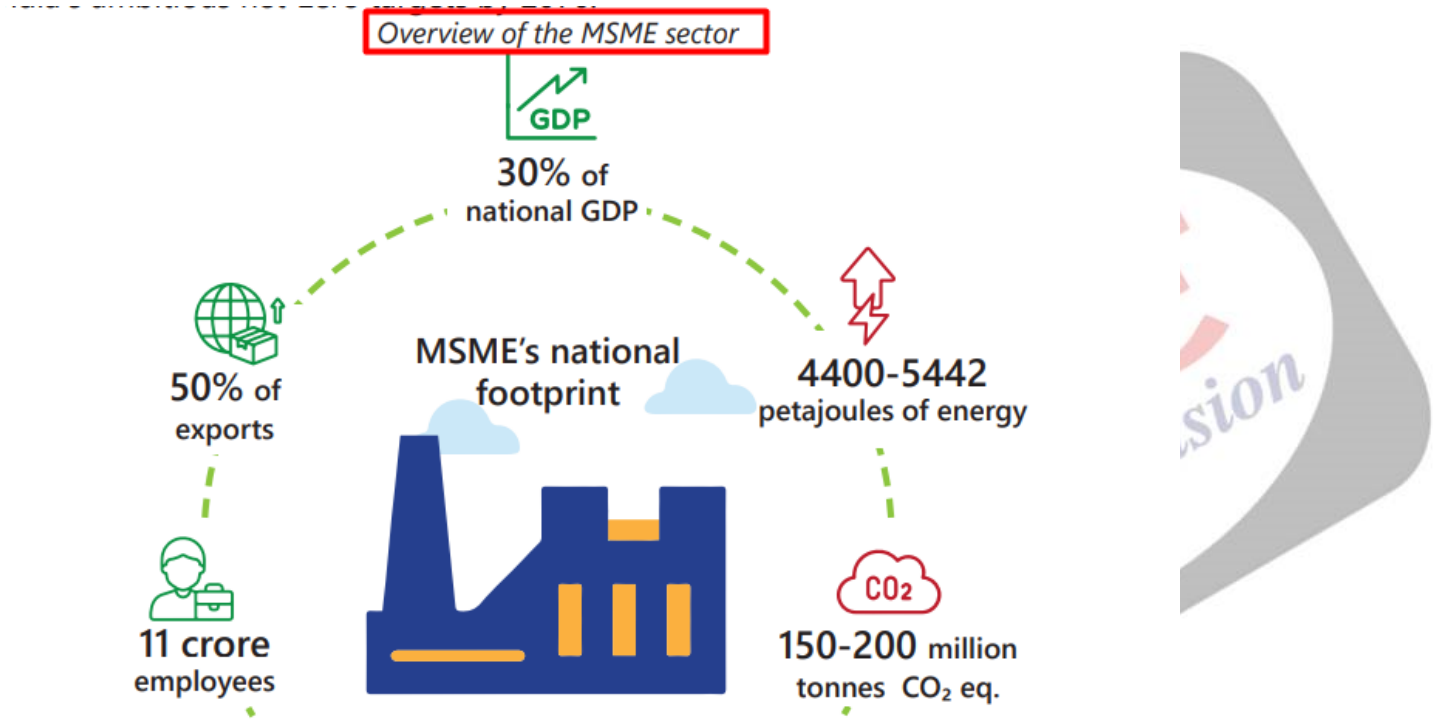 Overview of the MSME sector
GDP
30% of
national GDP
50% of
exports
MSME's national
footprint
4400-5442
petajoules of energy
11 crore
employees
CO2
150-200 million
tonnes CO₂ eq.